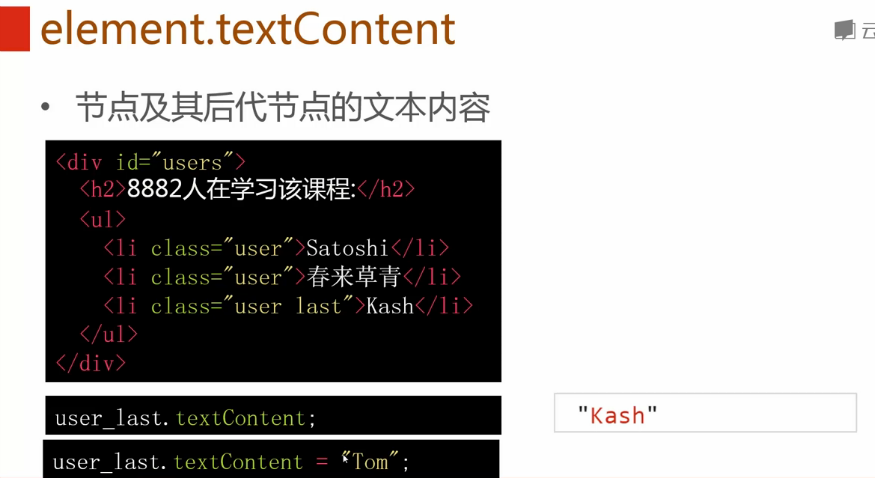 element.textContent
云
• 节点及其后代节点的文本内容
<div id="users">
<h2>8882人在学习该课程:</h2>
<ul>
<li class="user">Satoshi</li>
<li class="user">春来草青</li>
<li class="user last">Kash</li>
</ul>
</div>
user_last.textContent;
"Kash"
user_last.textContent = "Tom";